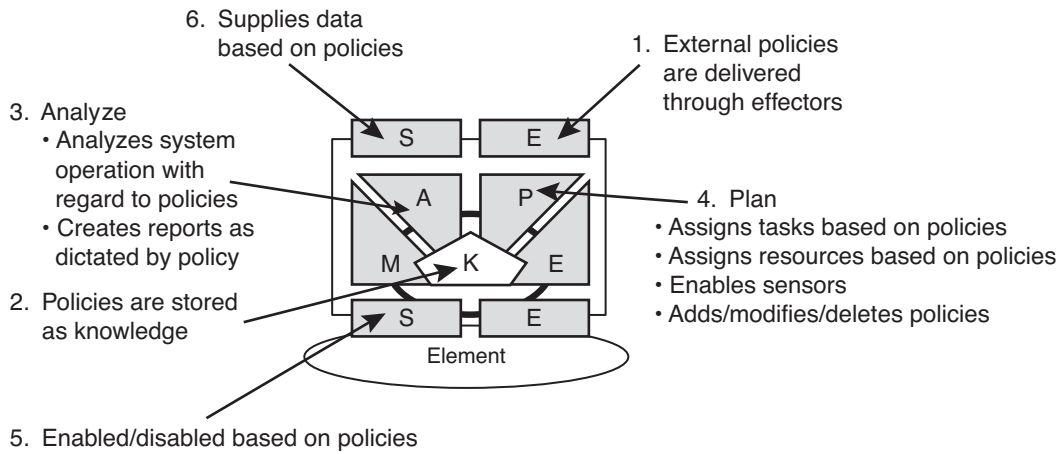 6. Supplies data
based on policies
1. External policies
are delivered
through effectors
3. Analyze
• Analyzes system
operation with
regard to policies
• Creates reports as
dictated by policy
S
E
A
P
4. Plan
• Assigns tasks based on policies
• Assigns resources based on policies
• Enables sensors
• Adds/modifies/deletes policies
M
K
E
2. Policies are stored
as knowledge
S
E
Element
5. Enabled/disabled based on policies